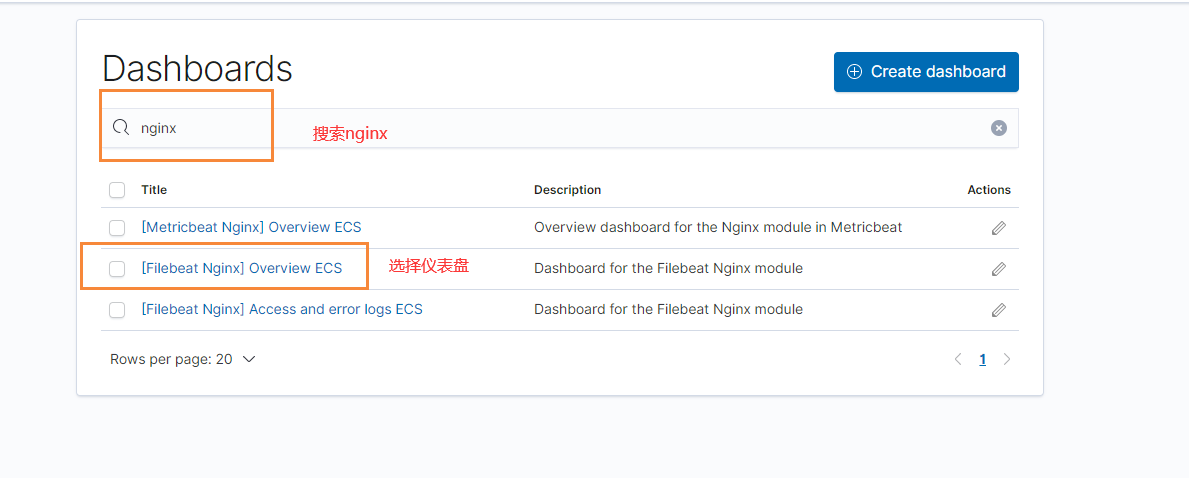 Dashboards
Create dashboard
nginx
搜索nginx
Title Description Actions
[Metricbeat Nginx] Overview ECS Overview dashboard for the Nginx module in Metricbeat
[Filebeat Nginx] Overview ECS 选择仪表盘 Dashboard for the Filebeat Nginx module
[Filebeat Nginx] Access and error logs ECS Dashboard for the Filebeat Nginx module
Rows per page: 20 1